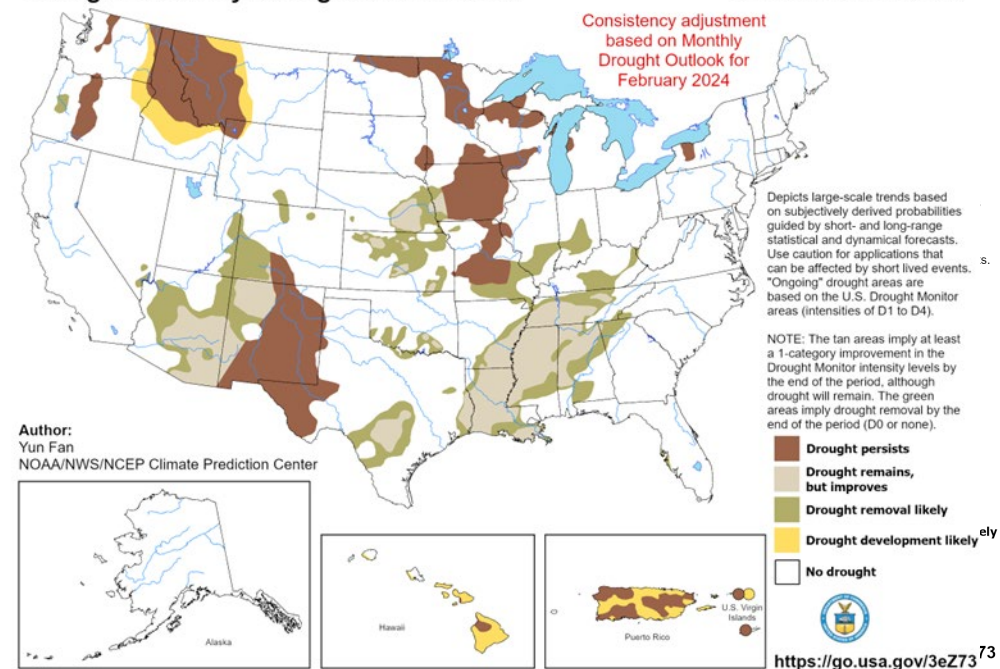 Consistency adjustment
based on Monthly
Drought Outlook for
February 2024
Depicts large-scale trends based
on subjectively derived probabilities
guided by short- and long-range
statistical and dynamical forecasts.
Use caution for applications that
can be affected by short lived events.
"Ongoing" drought areas are
based on the U.S. Drought Monitor
areas (intensities of D1 to D4).
s.
NOTE: The tan areas imply at least
a 1-category improvement in the
Drought Monitor intensity levels by
the end of the period, although
drought will remain. The green
areas imply drought removal by the
end of the period (D0 or none).
Author:
Yun Fan
NOAA/NWS/NCEP Climate Prediction Center
Drought persists
Drought remains,
but improves
Drought removal likely
Drought development likely
ely
No drought
Alaska
Hawaii
Puerto Rico
U.S. Virgin
Islands
https://go.usa.gov/3eZ73
73